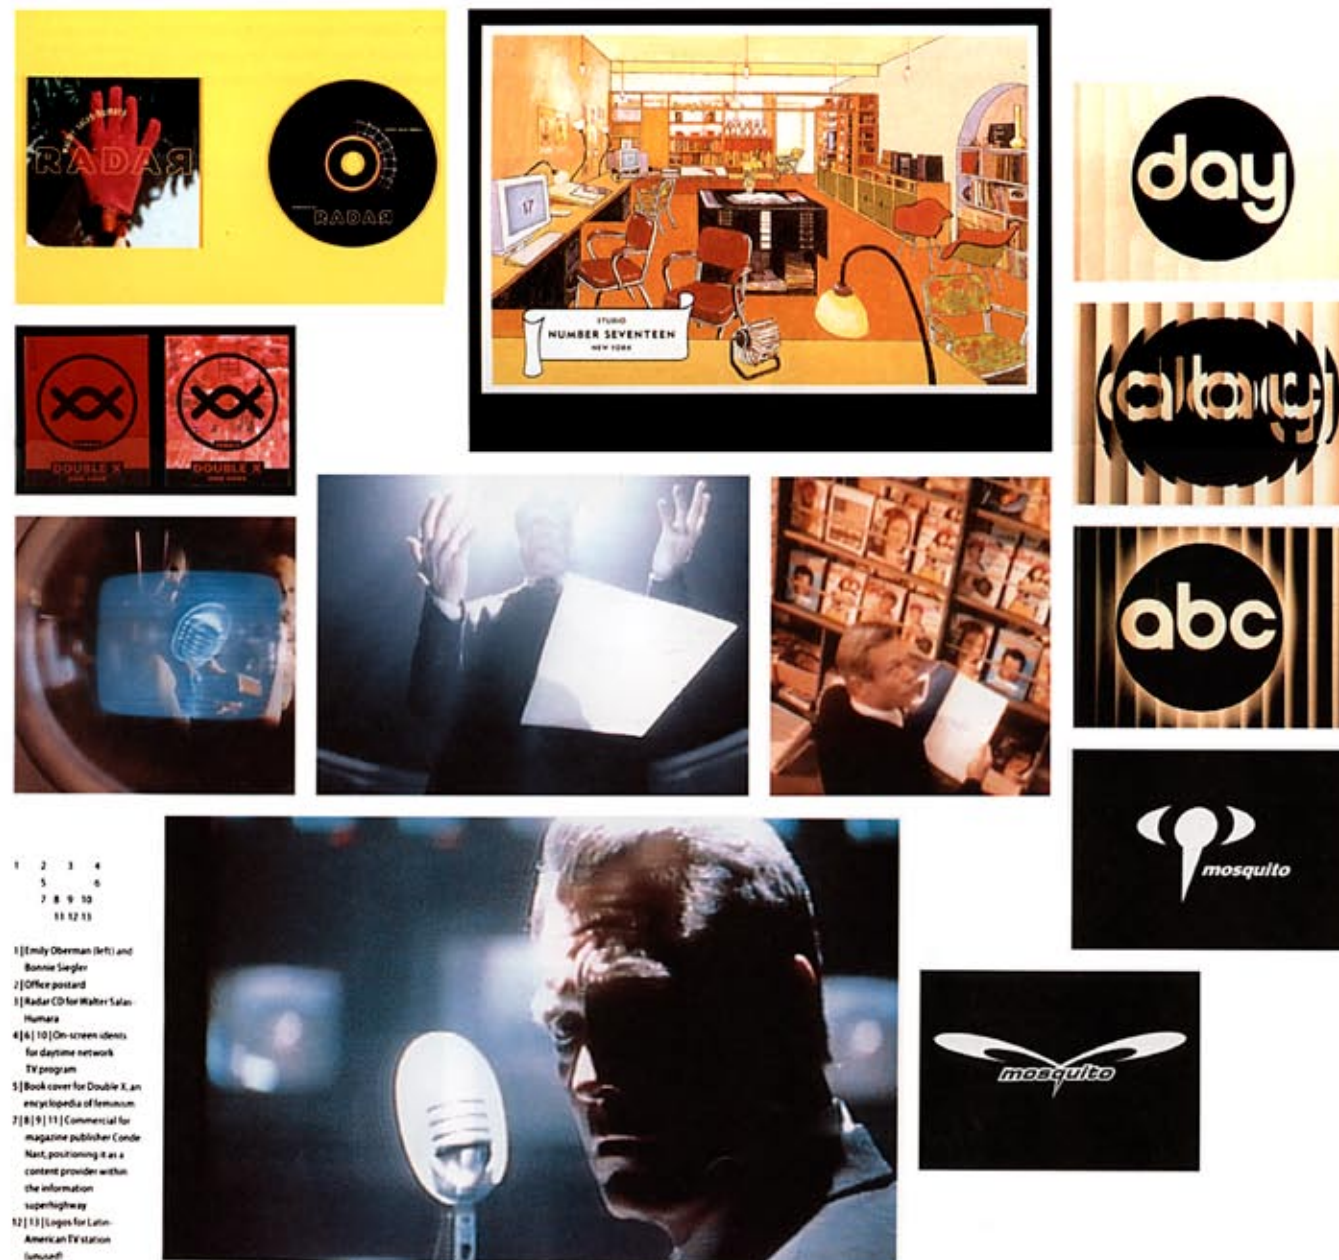 RADAЯ
RADAЯ
17
STUDIO
NUMBER SEVENTEEN
NEW YORK
day
abc
DOUBLE X
DOUBLE X
mosquito
mosquito
1 2 3 4
5 6
7 8 9 10
11 12 13
1| Emily Oberman (left) and
Bonnie Siegler
2| Office postard
3| Radar CD for Walter Salas-
Humara
4| 6| 10| On-screen idents
for daytime network
TV program
5| Book cover for Double X, an
encyclopedia of feminism
7| 8| 9| 11| Commercial for
magazine publisher Conde
Nast, positioning it as a
content provider within
the information
superhighway
12| 13| Logos for Latin-
American TV station
(unused)